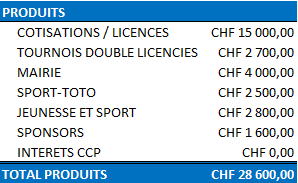 PRODUITS
COTISATIONS / LICENCES CHF 15 000,00
TOURNOIS DOUBLE LICENCIES CHF 2 700,00
MAIRIE CHF 4 000,00
SPORT-TOTO CHF 2 500,00
JEUNESSE ET SPORT CHF 2 800,00
SPONSORS CHF 1 600,00
INTERETS CCP CHF 0,00
TOTAL PRODUITS CHF 28 600,00